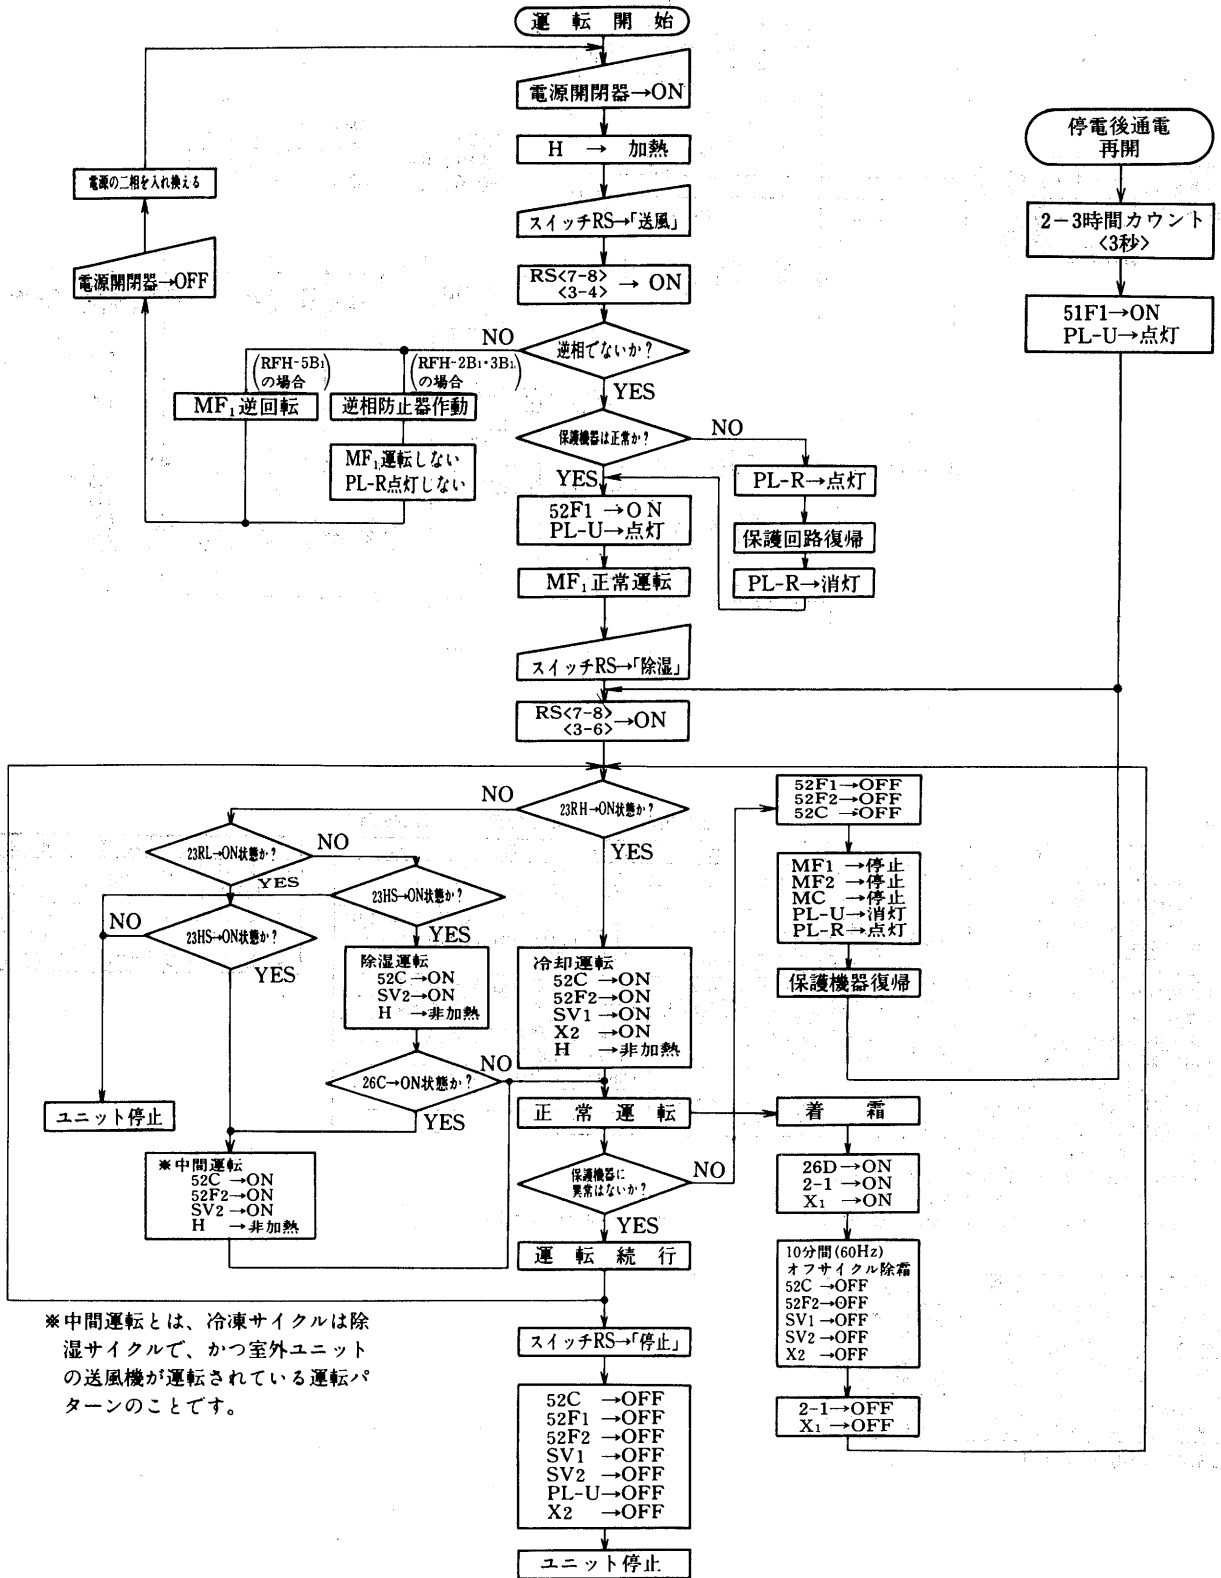 運転開始
電源開閉器→ON
H → 加熱
スイッチRS→「送風」
RS<7-8>
<3-4> → ON
逆相でないか?
NO
YES
(RFH-5B1)
の場合
(RFH-2B1・3B1)
の場合
MF1逆回転
逆相防止器作動
MF1運転しない
PL-R点灯しない
電源開閉器→OFF
電源の二相を入れ換える
保護機器は正常か?
NO
YES
PL-R→点灯
保護回路復帰
PL-R→消灯
52F1→ON
PL-U→点灯
MF1正常運転
スイッチRS→「除湿」
RS<7-8>
<3-6> →ON
停電後通電
再開
2-3時間カウント
<3秒>
51F1→ON
PL-U→点灯
23RH→ON状態か?
NO
YES
23RL→ON状態か?
NO
YES
23HS→ON状態か?
NO
YES
23HS→ON状態か?
YES
除湿運転
52C→ON
SV2→ON
H→非加熱
26C→ON状態か?
NO
YES
ユニット停止
※中間運転
52C→ON
52F2→ON
SV2→ON
H→非加熱
冷却運転
52C→ON
52F2→ON
SV1→ON
X2→ON
H→非加熱
正常運転
保護機器に
異常はないか?
NO
YES
運転続行
52F1→OFF
52F2→OFF
52C→OFF
MF1→停止
MF2→停止
MC→停止
PL-U→消灯
PL-R→点灯
保護機器復帰
着霜
26D→ON
2-1→ON
X1→ON
10分間(60Hz)
オフサイクル除霜
52C→OFF
52F2→OFF
SV1→OFF
SV2→OFF
X2→OFF
2-1→OFF
X1→OFF
スイッチRS→「停止」
52C→OFF
52F1→OFF
52F2→OFF
SV1→OFF
SV2→OFF
PL-U→OFF
X2→OFF
ユニット停止
※中間運転とは、冷凍サイクルは除
湿サイクルで、かつ室外ユニット
の送風機が運転されている運転パ
ターンのことです。